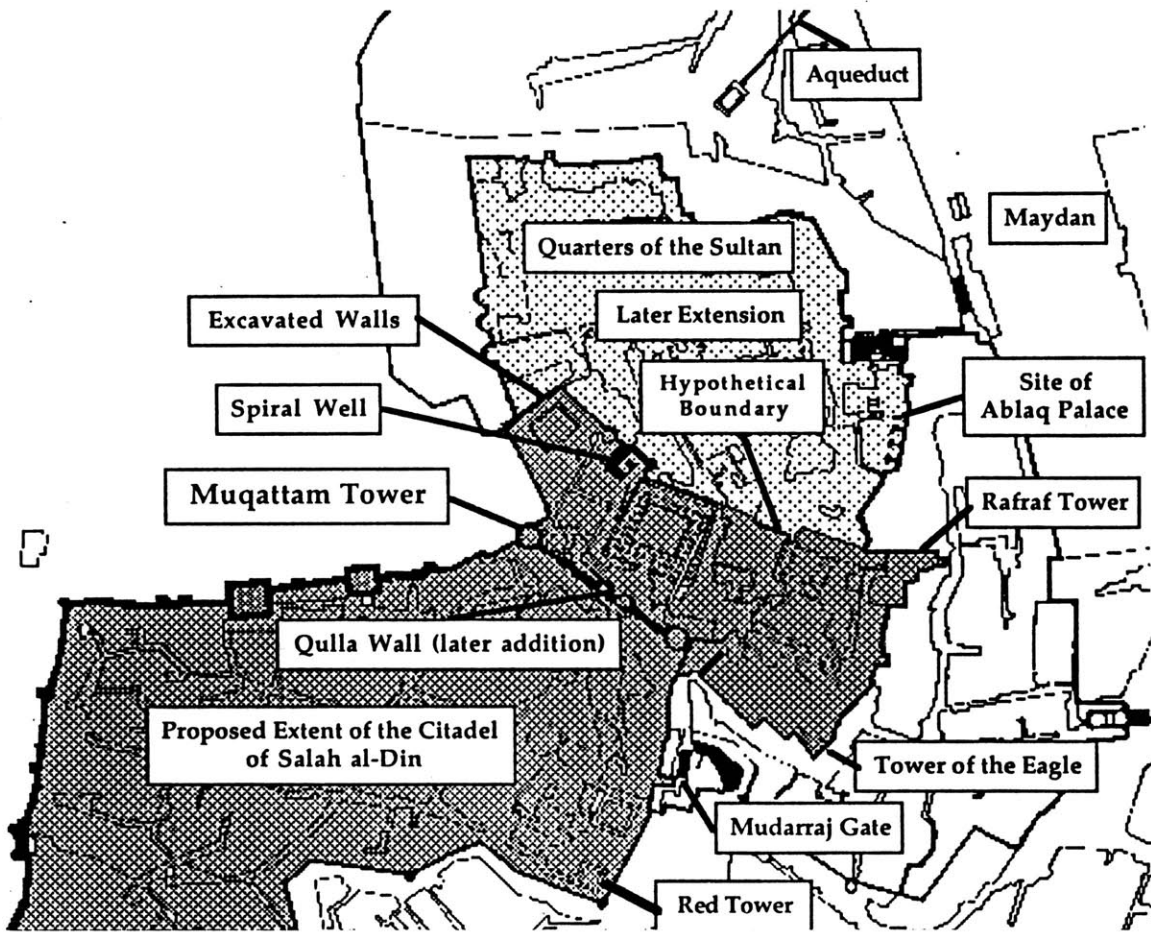 Aqueduct
Maydan
Quarters of the Sultan
Excavated Walls
Later Extension
Spiral Well
Hypothetical
Boundary
Site of
Ablaq Palace
Muqattam Tower
Rafraf Tower
Qulla Wall (later addition)
Proposed Extent of the Citadel
of Salah al-Din
Tower of the Eagle
Mudarraj Gate
Red Tower